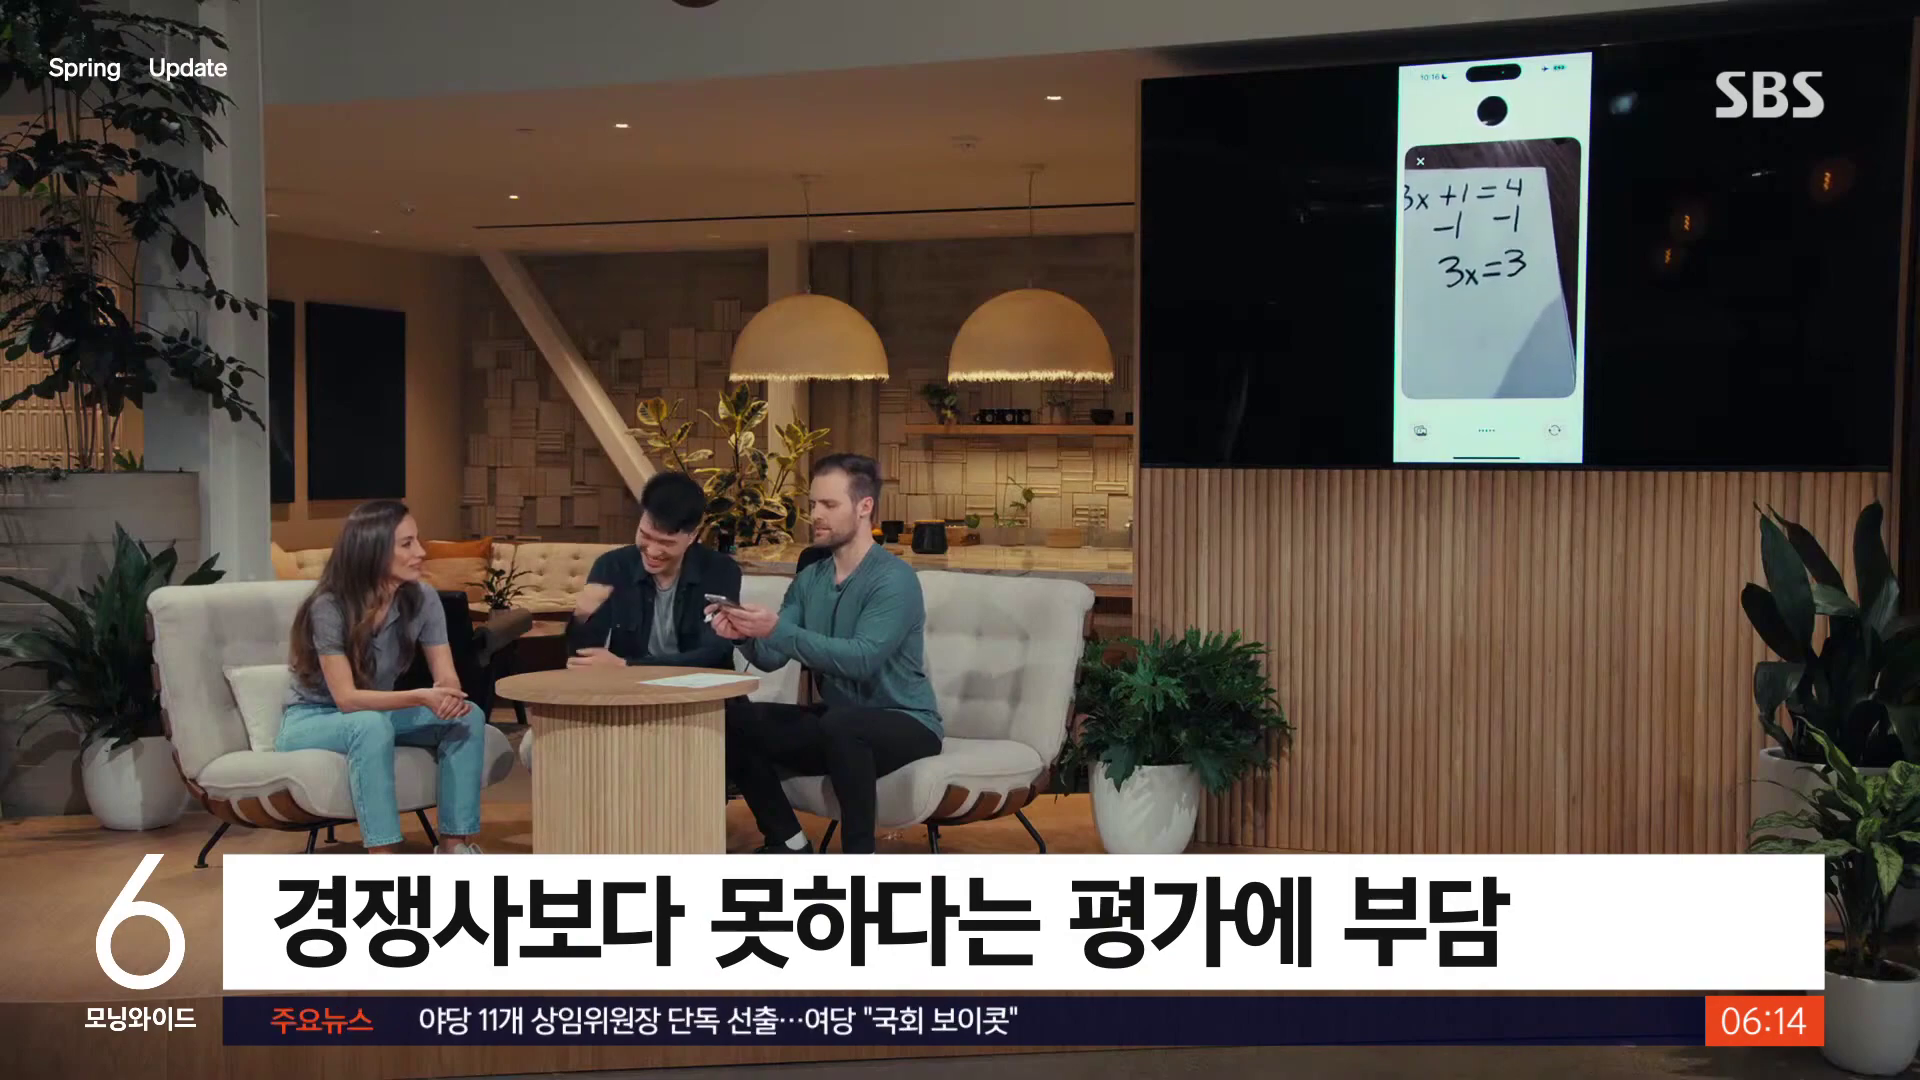 Spring Update
SBS
10:16
3x +1 = 4
-1 -1
3x=3
경쟁사보다 못하다는 평가에 부담
6
모닝와이드
주요뉴스 야당 11개 상임위원장 단독 선출…여당 "국회 보이콧"
06:14